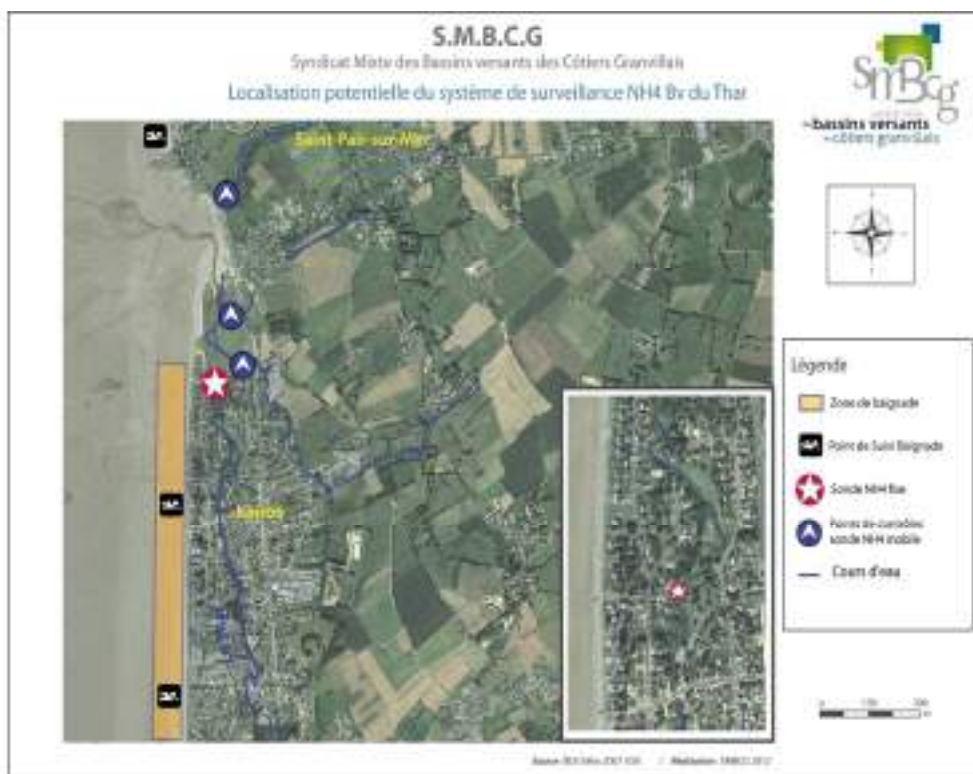 S.M.B.C.G
Syndicat Mixte des Bassins versants des Côtiers Granvillais
Localisation potentielle du système de surveillance NH4 Bv du Thar
SmBcg
~bassins versants
~côtiers granvillais
Saint-Pair-sur-Mer
Légende
Zone de baignade
Point de Suivi Baignade
Sonde NH4 fixe
Points de contrôles
sonde NH4 mobile
Cours d'eau